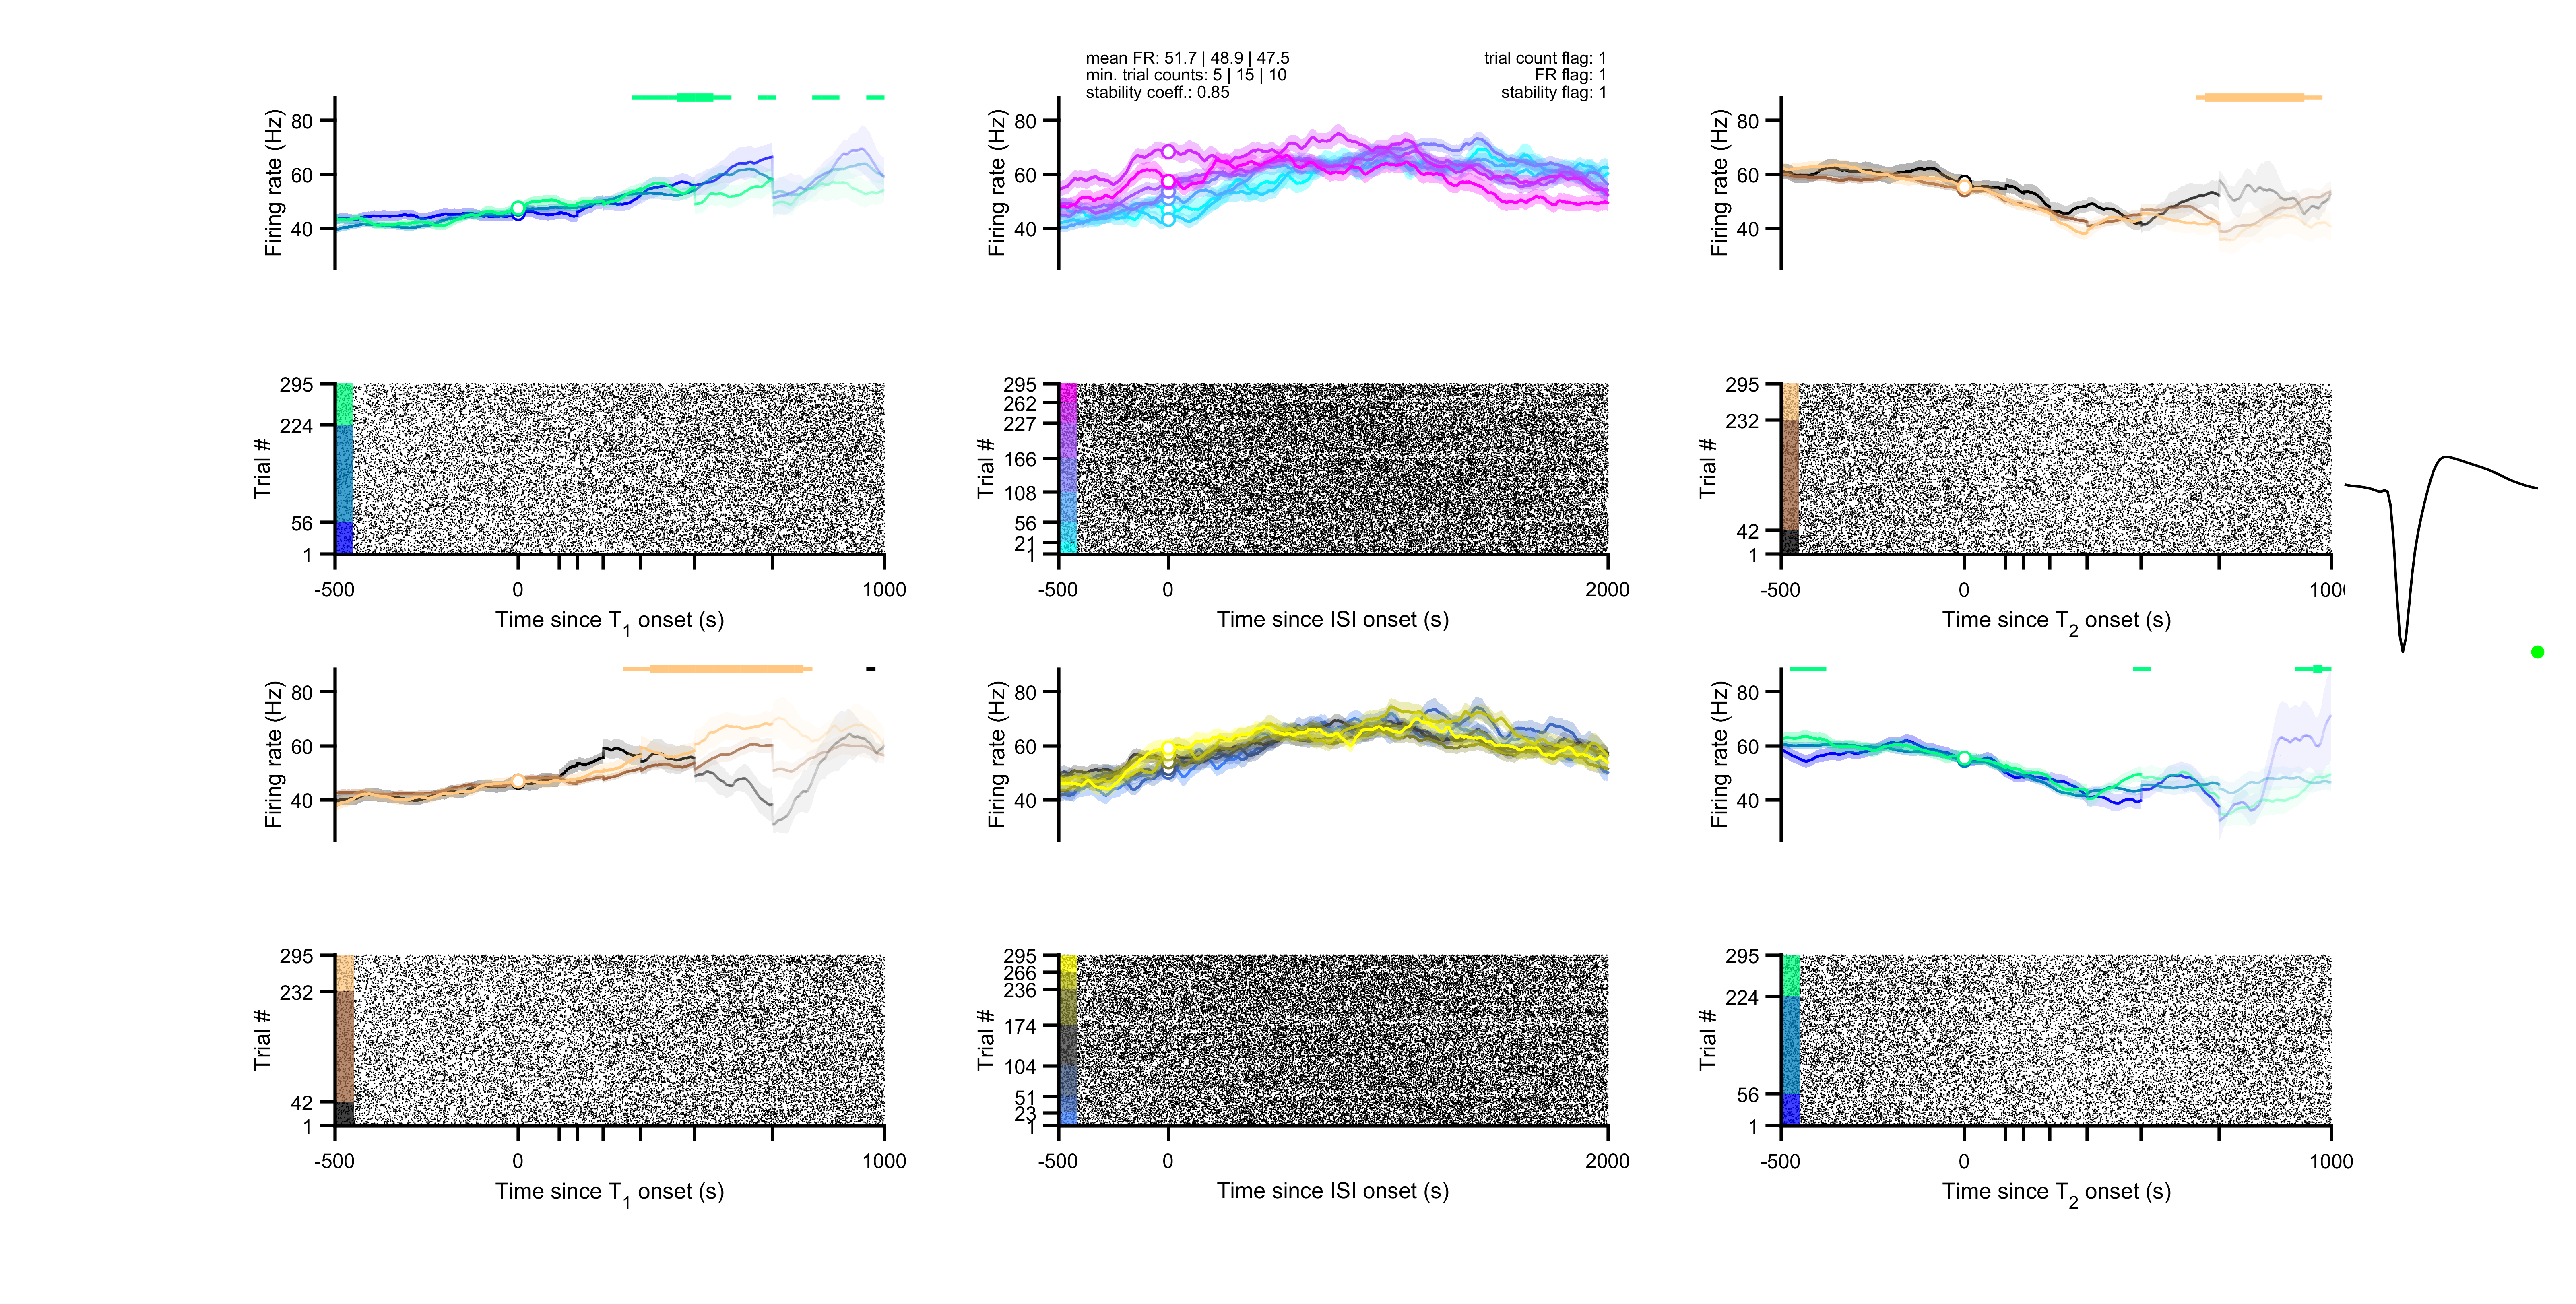 mean FR: 51.7 | 48.9 | 47.5
min. trial counts: 5 | 15 | 10
stability coeff.: 0.85
trial count flag: 1
FR flag: 1
stability flag: 1
Firing rate (Hz)
80
60
40
Firing rate (Hz)
80
60
40
Firing rate (Hz)
80
60
40
Trial #
295
224
56
1
-500
0
1000
Time since T1 onset (s)
Trial #
295
262
227
166
108
56
21
1
-500
0
2000
Time since ISI onset (s)
Trial #
295
232
42
1
-500
0
1000
Time since T2 onset (s)
Firing rate (Hz)
80
60
40
Firing rate (Hz)
80
60
40
Firing rate (Hz)
80
60
40
Trial #
295
232
42
1
-500
0
1000
Time since T1 onset (s)
Trial #
295
266
236
174
104
51
23
1
-500
0
2000
Time since ISI onset (s)
Trial #
295
224
56
1
-500
0
1000
Time since T2 onset (s)